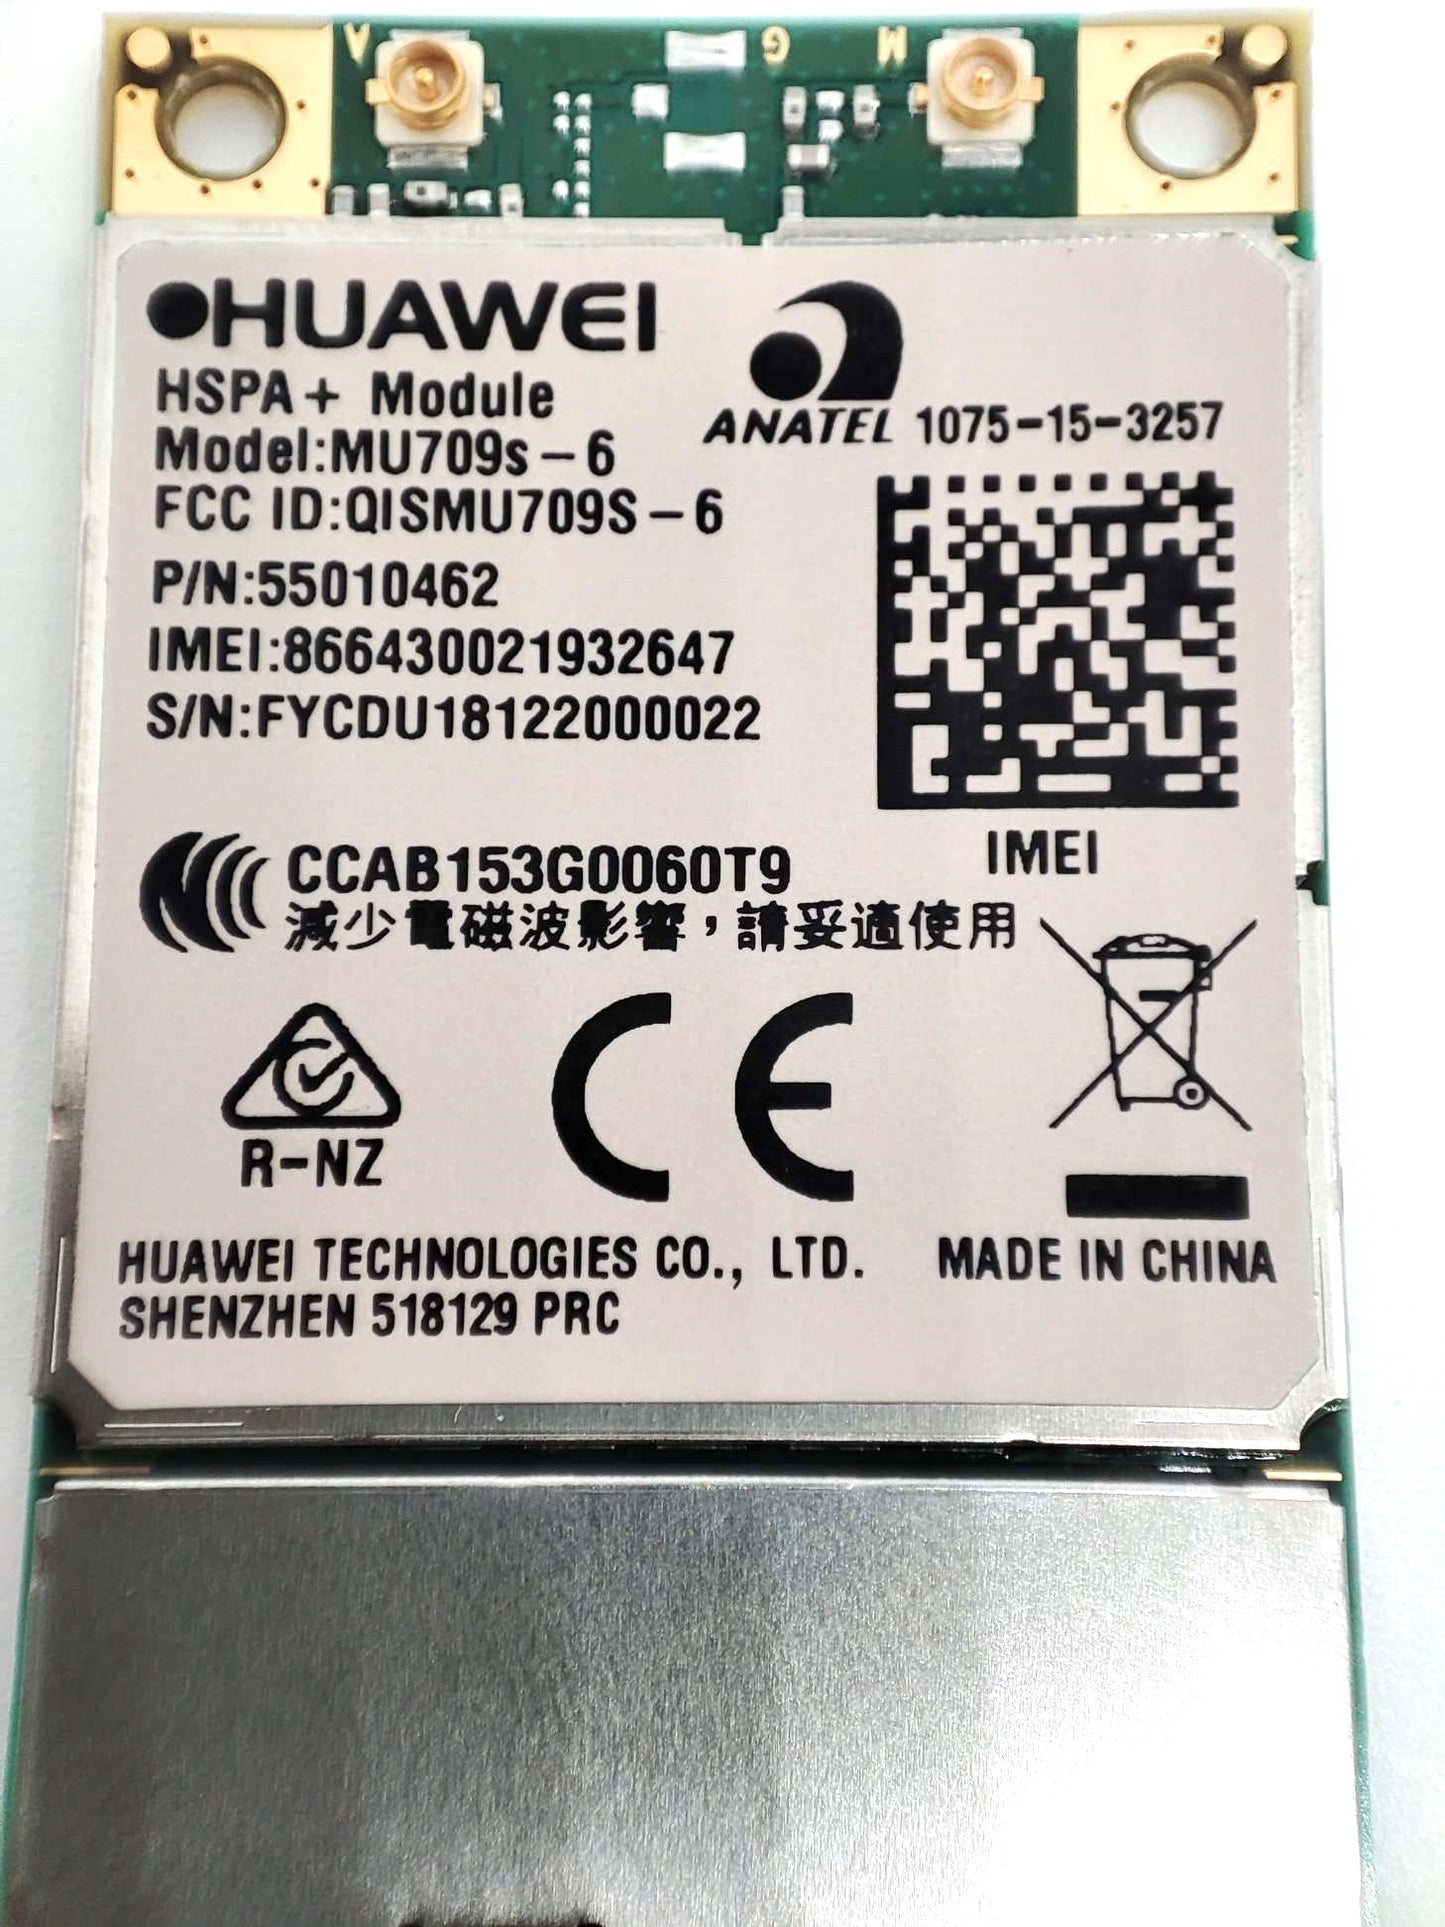 A G M
HUAWEI
HSPA+ Module
Model:MU709s-6
ANATEL 1075-15-3257
FCC ID:QISMU709S-6
P/N:55010462
IMEI:866430021932647
S/N:FYCDU18122000022
IMEI
CCAB153G0060T9
減少電磁波影響，請妥適使用
R-NZ
CE
HUAWEI TECHNOLOGIES CO., LTD. MADE IN CHINA
SHENZHEN 518129 PRC